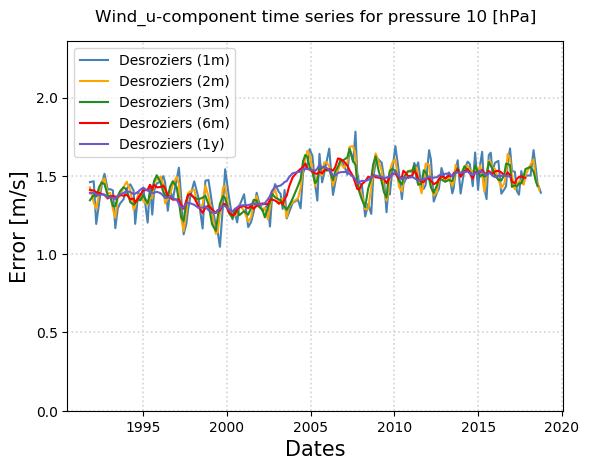 Wind_u-component time series for pressure 10 [hPa]
Desroziers (1m)
Desroziers (2m)
Desroziers (3m)
Desroziers (6m)
Desroziers (1y)
Error [m/s]
2.0
1.5
1.0
0.5
0.0
1995 2000 2005 2010 2015 2020
Dates